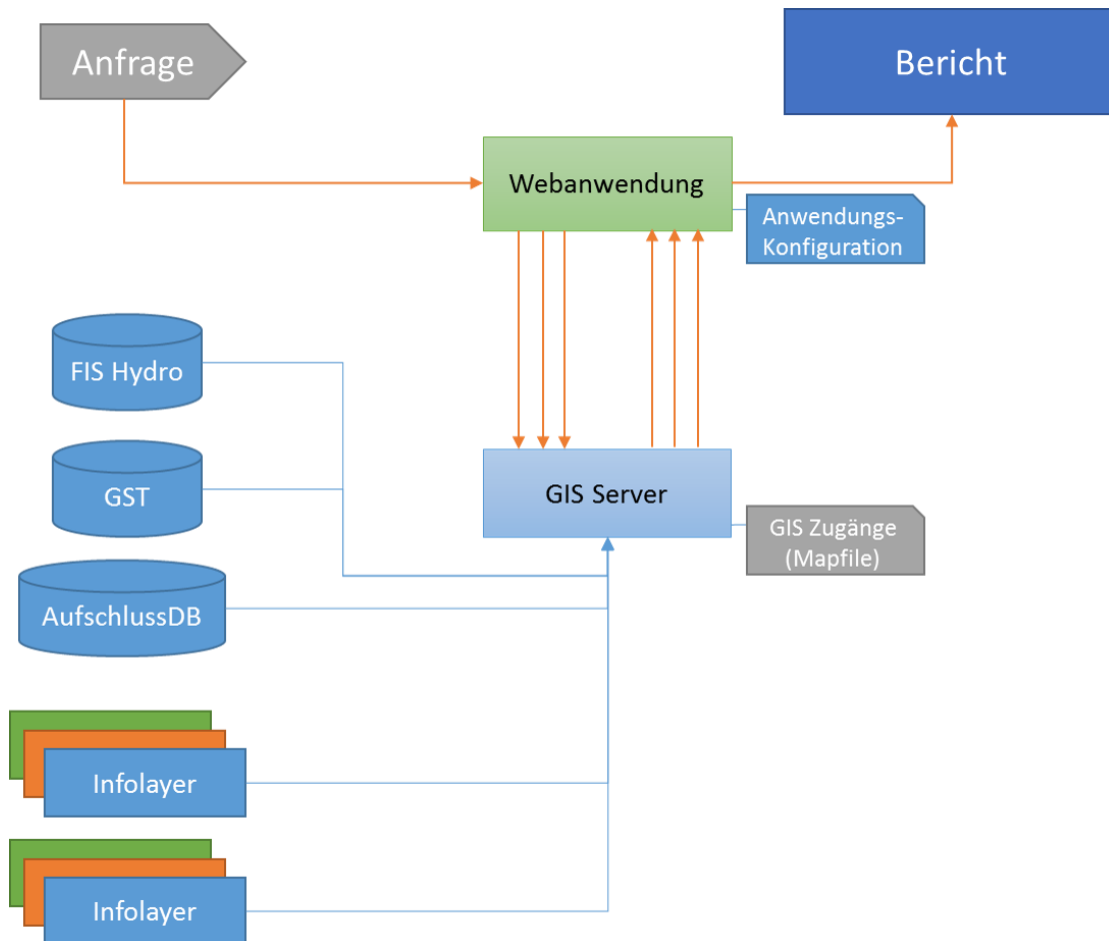 Anfrage
Bericht
Webanwendung
Anwendungs-
Konfiguration
FIS Hydro
GST
GIS Server
GIS Zugänge
(Mapfile)
AufschlussDB
Infolayer
Infolayer